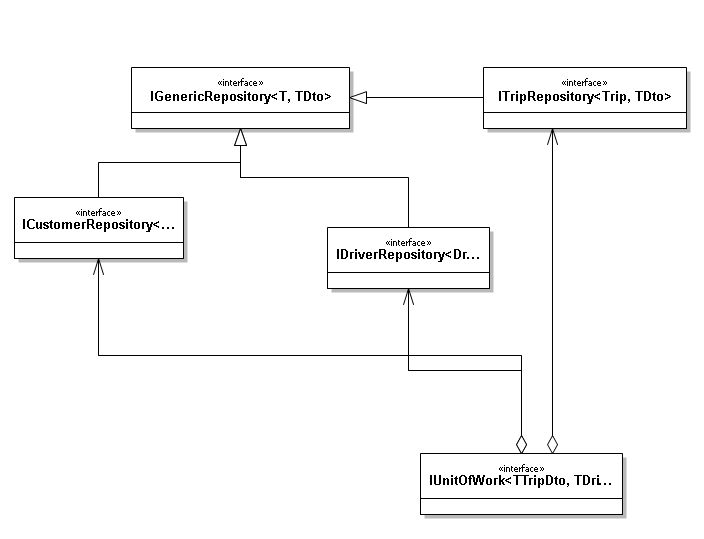 «interface»
IGenericRepository<T, TDto>
«interface»
ITripRepository<Trip, TDto>
«interface»
ICustomerRepository<...
«interface»
IDriverRepository<Dr...
«interface»
IUnitOfWork<TTripDto, TDri...